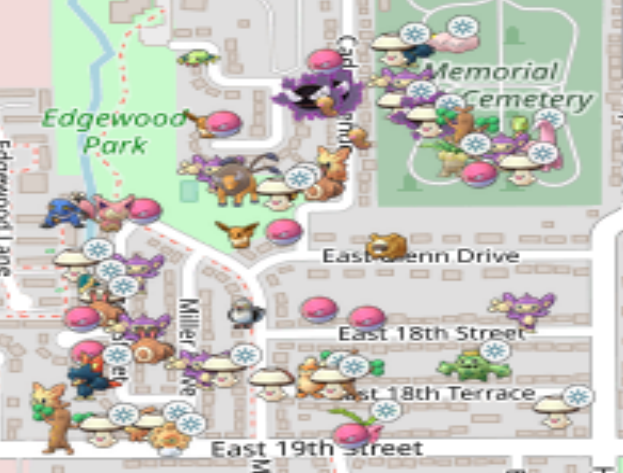 Memorial
Cemetery
Edgewood
Park
Edgewood Lane
East Glenn Drive
East 18th Street
Miller Ave
East 18th Terrace
East 19th Street